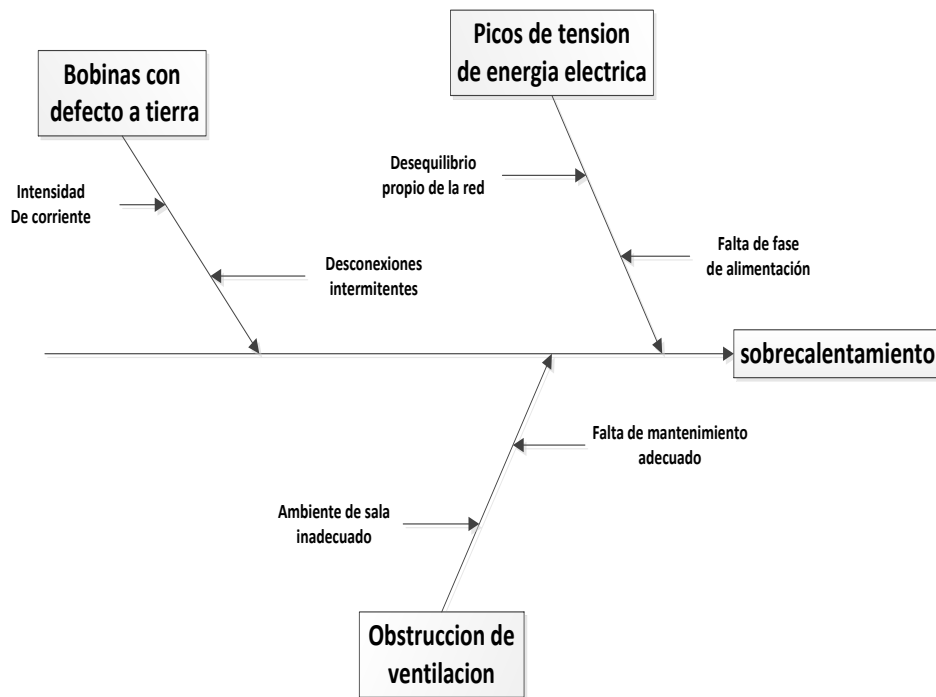 Picos de tension
de energia electrica
Bobinas con
defecto a tierra
Desequilibrio
propio de la red
Intensidad
De corriente
Falta de fase
de alimentación
Desconexiones
intermitentes
sobrecalentamiento
Falta de mantenimiento
adecuado
Ambiente de sala
inadecuado
Obstruccion de
ventilacion